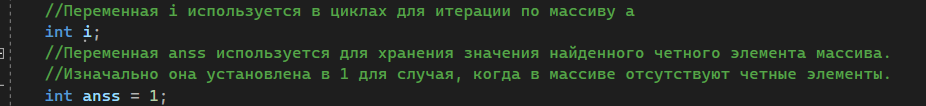 //Переменная i используется в циклах для итерации по массиву a
int i;
//Переменная anss используется для хранения значения найденного четного элемента массива.
//Изначально она установлена в 1 для случая, когда в массиве отсутствуют четные элементы.
int anss = 1;